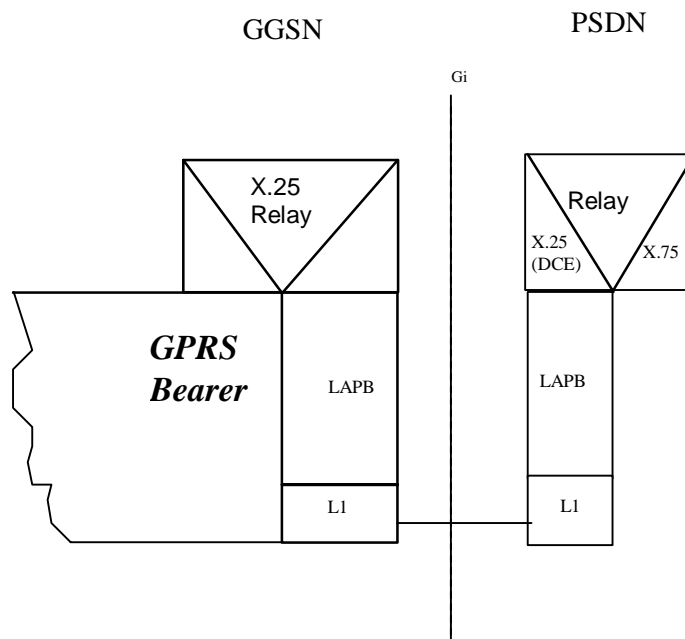 GGSN
PSDN
Gi
X.25
Relay
Relay
X.25
(DCE)
X.75
GPRS
Bearer
LAPB
LAPB
L1
L1